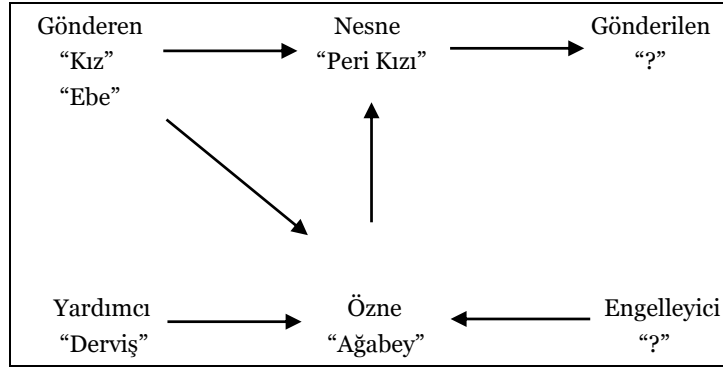 Gönderen
“Kız”
“Ebe”
Nesne
“Peri Kızı”
Gönderilen
“?”
Yardımcı
“Derviş”
Özne
“Ağabey”
Engelleyici
“?”